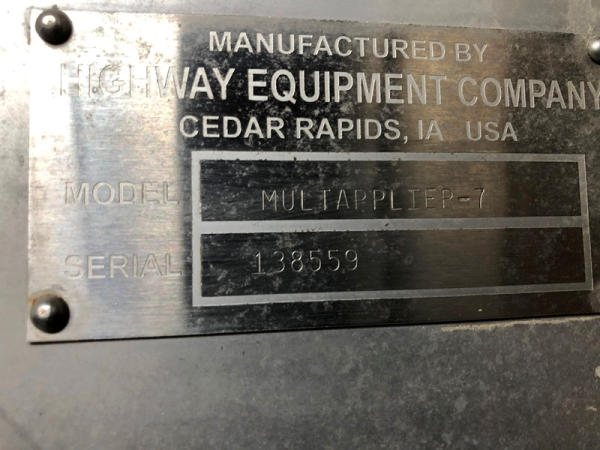 MANUFACTURED BY
HIGHWAY EQUIPMENT COMPANY
CEDAR RAPIDS, IA USA
MODEL MULTAPPLIER-7
SERIAL 138559